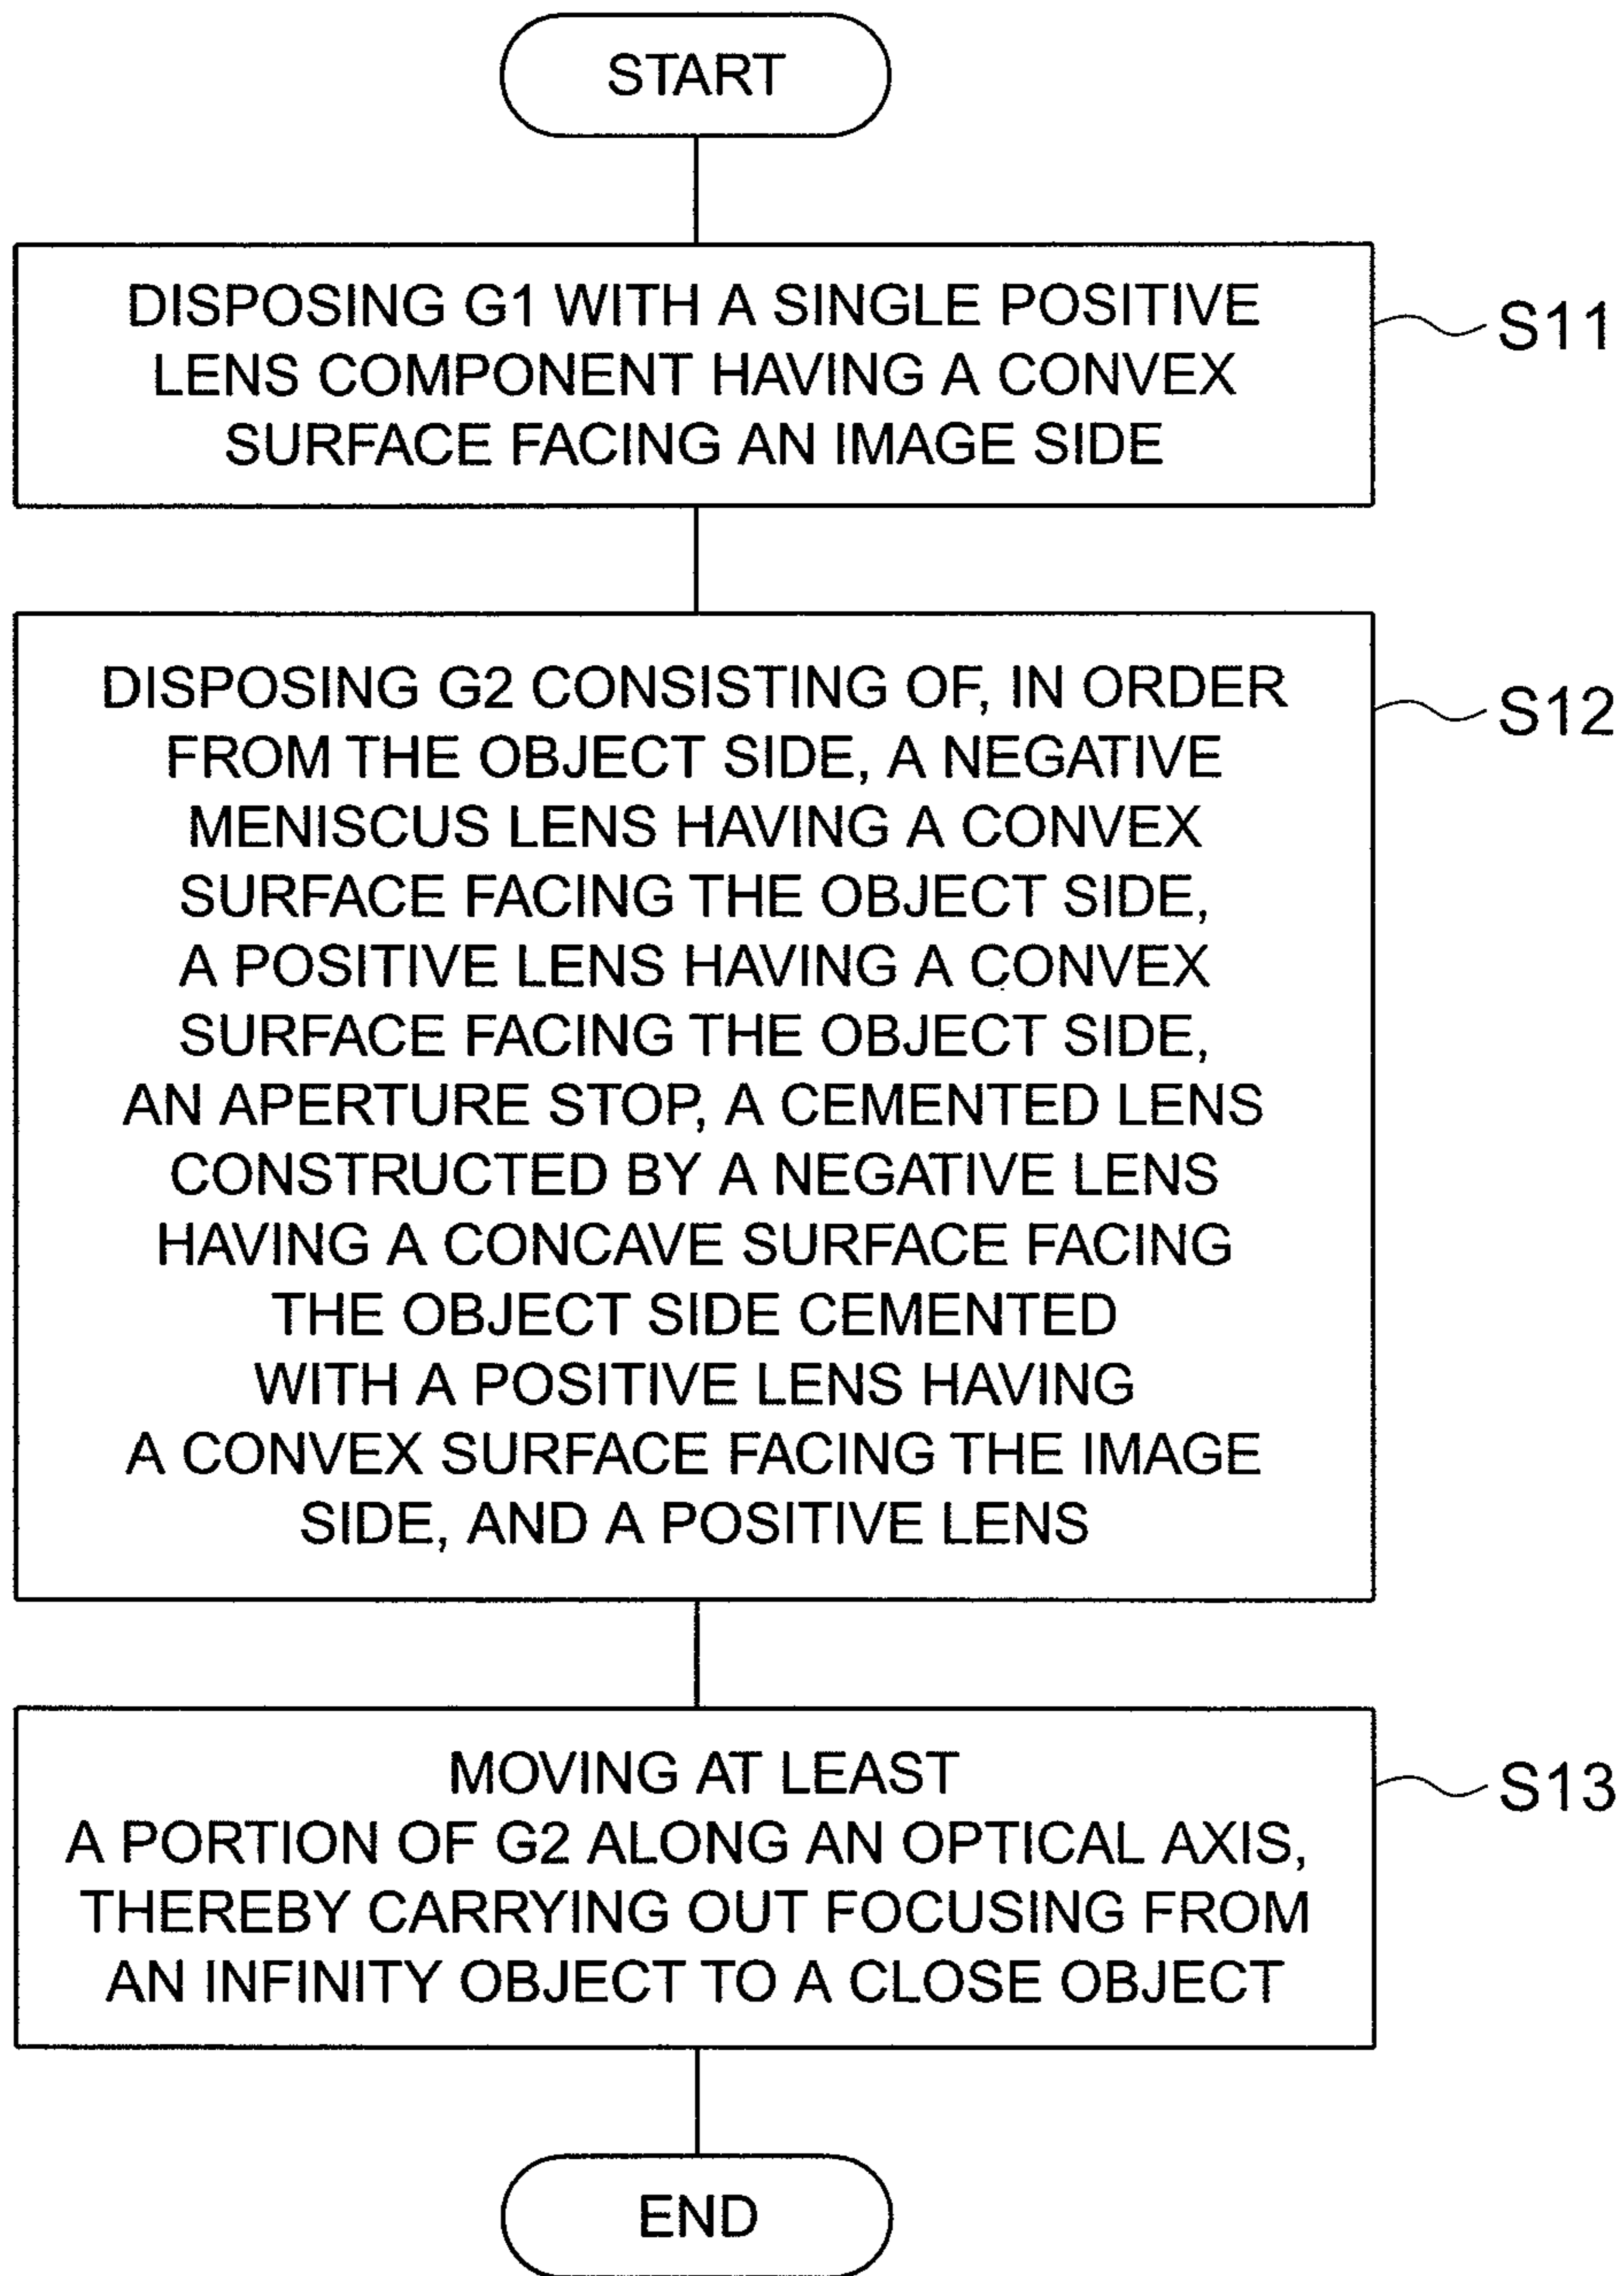 START
DISPOSING G1 WITH A SINGLE POSITIVE
LENS COMPONENT HAVING A CONVEX
SURFACE FACING AN IMAGE SIDE
S11
DISPOSING G2 CONSISTING OF, IN ORDER
FROM THE OBJECT SIDE, A NEGATIVE
MENISCUS LENS HAVING A CONVEX
SURFACE FACING THE OBJECT SIDE,
A POSITIVE LENS HAVING A CONVEX
SURFACE FACING THE OBJECT SIDE,
AN APERTURE STOP, A CEMENTED LENS
CONSTRUCTED BY A NEGATIVE LENS
HAVING A CONCAVE SURFACE FACING
THE OBJECT SIDE CEMENTED
WITH A POSITIVE LENS HAVING
A CONVEX SURFACE FACING THE IMAGE
SIDE, AND A POSITIVE LENS
S12
MOVING AT LEAST
A PORTION OF G2 ALONG AN OPTICAL AXIS,
THEREBY CARRYING OUT FOCUSING FROM
AN INFINITY OBJECT TO A CLOSE OBJECT
S13
END